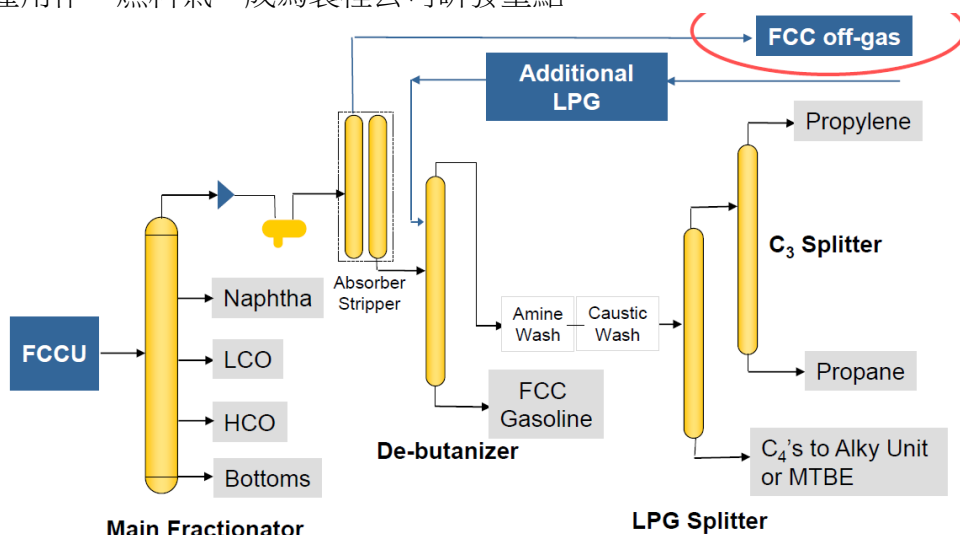 FCC off-gas
Additional
LPG
Propylene
C₃ Splitter
Absorber
Stripper
Naphtha
Amine
Wash
Caustic
Wash
FCCU
LCO
Propane
FCC
Gasoline
HCO
De-butanizer
C₄'s to Alky Unit
or MTBE
Bottoms
LPG Splitter
Main Fractionator